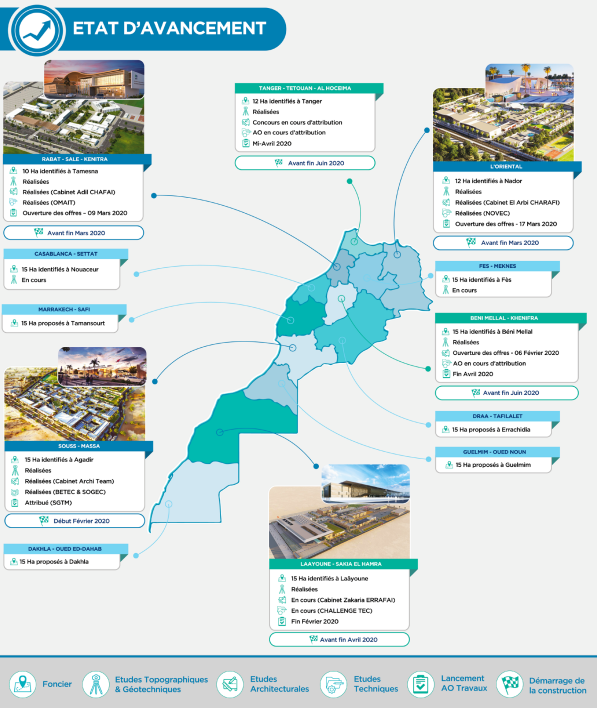 ETAT D'AVANCEMENT
RABAT - SALE - KENITRA
10 Ha identifiés à Tamesna
Réalisées
Réalisées (Cabinet Adil CHAFAI)
Réalisées (OMAIT)
Ouverture des offres – 09 Mars 2020
Avant fin Mars 2020
TANGER - TETOUAN - AL HOCEIMA
12 Ha identifiés à Tanger
Réalisées
Concours en cours d'attribution
AO en cours d'attribution
Mi-Avril 2020
Avant fin Juin 2020
L'ORIENTAL
12 Ha identifiés à Nador
Réalisées
Réalisées (Cabinet El Arbi CHARAFI)
Réalisées (NOVEC)
Ouverture des offres - 17 Mars 2020
Avant fin Mars 2020
CASABLANCA - SETTAT
15 Ha identifiés à Nouaceur
En cours
FES - MEKNES
15 Ha identifiés à Fès
En cours
MARRAKECH - SAFI
15 Ha proposés à Tamansourt
BENI MELLAL - KHENIFRA
15 Ha identifiés à Béni Mellal
Réalisées
Ouverture des offres - 06 Février 2020
AO en cours d'attribution
Fin Avril 2020
Avant fin Juin 2020
DRAA - TAFILALET
15 Ha proposés à Errachidia
GUELMIM - OUED NOUN
15 Ha proposés à Guelmim
SOUSS - MASSA
15 Ha identifiés à Agadir
Réalisées
Réalisées (Cabinet Archi Team)
Réalisées (BETEC & SOGEC)
Attribué (SGTM)
Début Février 2020
DAKHLA - OUED ED-DAHAB
15 Ha proposés à Dakhla
LAAYOUNE - SAKIA EL HAMRA
15 Ha identifiés à Laâyoune
Réalisées
En cours (Cabinet Zakaria ERRAFAI)
En cours (CHALLENGE TEC)
Fin Février 2020
Avant fin Avril 2020
Foncier
Etudes Topographiques
& Géotechniques
Etudes
Architecturales
Etudes
Techniques
Lancement
AO Travaux
Démarrage de
la construction